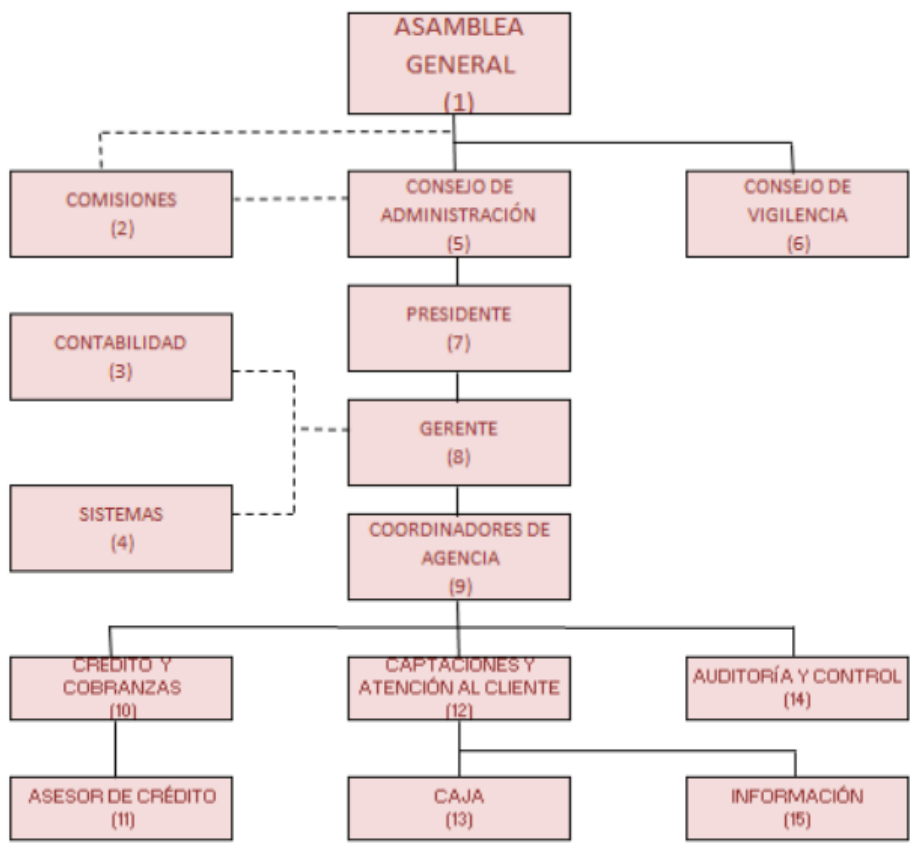 ASAMBLEA
GENERAL
(1)
COMISIONES
(2)
CONSEJO DE
ADMINISTRACIÓN
(5)
CONSEJO DE
VIGILENCIA
(6)
CONTABILIDAD
(3)
PRESIDENTE
(7)
GERENTE
(8)
SISTEMAS
(4)
COORDINADORES DE
AGENCIA
(9)
CRÉDITO Y
COBRANZAS
(10)
CAPTACIONES Y
ATENCIÓN AL CLIENTE
(12)
AUDITORÍA Y CONTROL
(14)
ASESOR DE CRÉDITO
(11)
CAJA
(13)
INFORMACIÓN
(15)